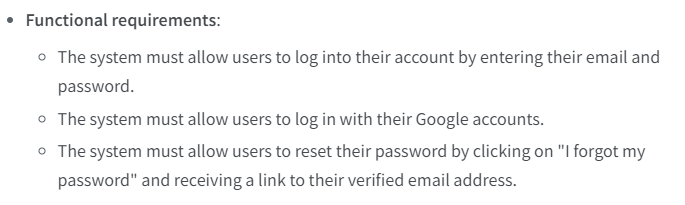 • Functional requirements:
○ The system must allow users to log into their account by entering their email and
password.
○ The system must allow users to log in with their Google accounts.
○ The system must allow users to reset their password by clicking on "I forgot my
password" and receiving a link to their verified email address.